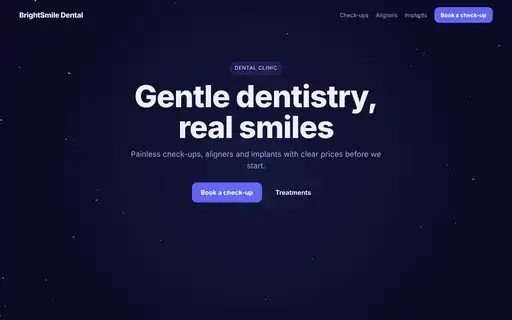 BrightSmile Dental
Check-ups Aligners Implants Book a check-up
DENTAL CLINIC
Gentle dentistry,
real smiles
Painless check-ups, aligners and implants with clear prices before we
start.
Book a check-up Treatments